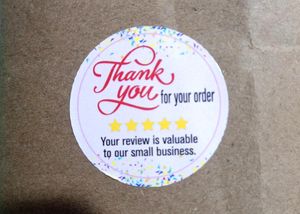 Thank
you for your order
Your review is valuable
to our small business.